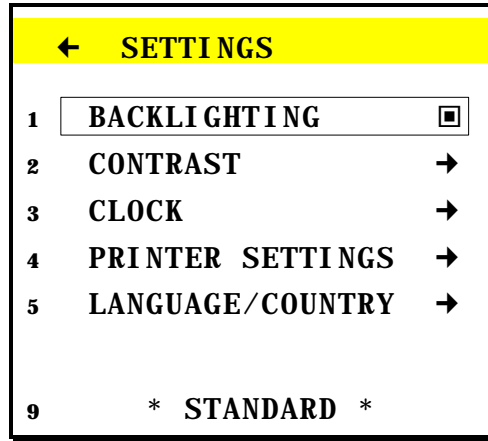 ← SETTINGS
1 BACKLIGHTING ▣
2 CONTRAST →
3 CLOCK →
4 PRINTER SETTINGS →
5 LANGUAGE/COUNTRY →
9 * STANDARD *